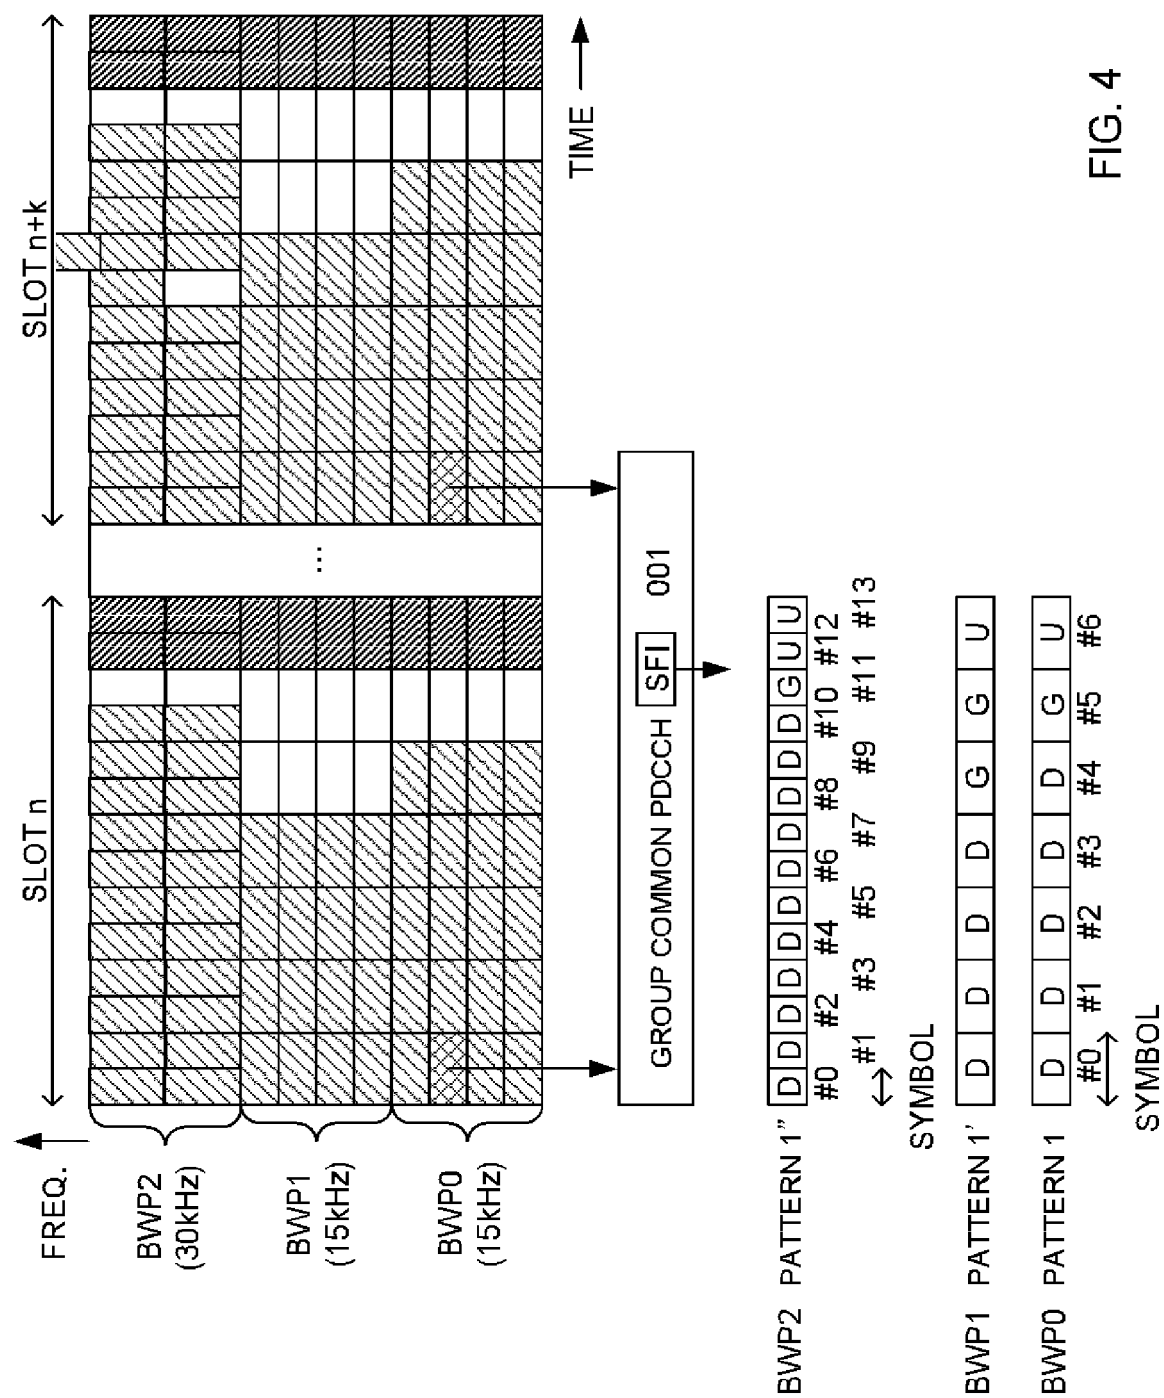 SLOT n
SLOT n+k
FREQ.
BWP2
(30kHz)
BWP1
(15kHz)
BWP0
(15kHz)
...
TIME
GROUP COMMON PDCCH SFI 001
BWP2 PATTERN 1" D D D D D D D D D D D G U U
#0 #2 #4 #6 #8 #10 #12
#1 #3 #5 #7 #9 #11 #13
SYMBOL
BWP1 PATTERN 1' D D D D G G U
BWP0 PATTERN 1 D D D D D G U
#0 #1 #2 #3 #4 #5 #6
SYMBOL
FIG. 4